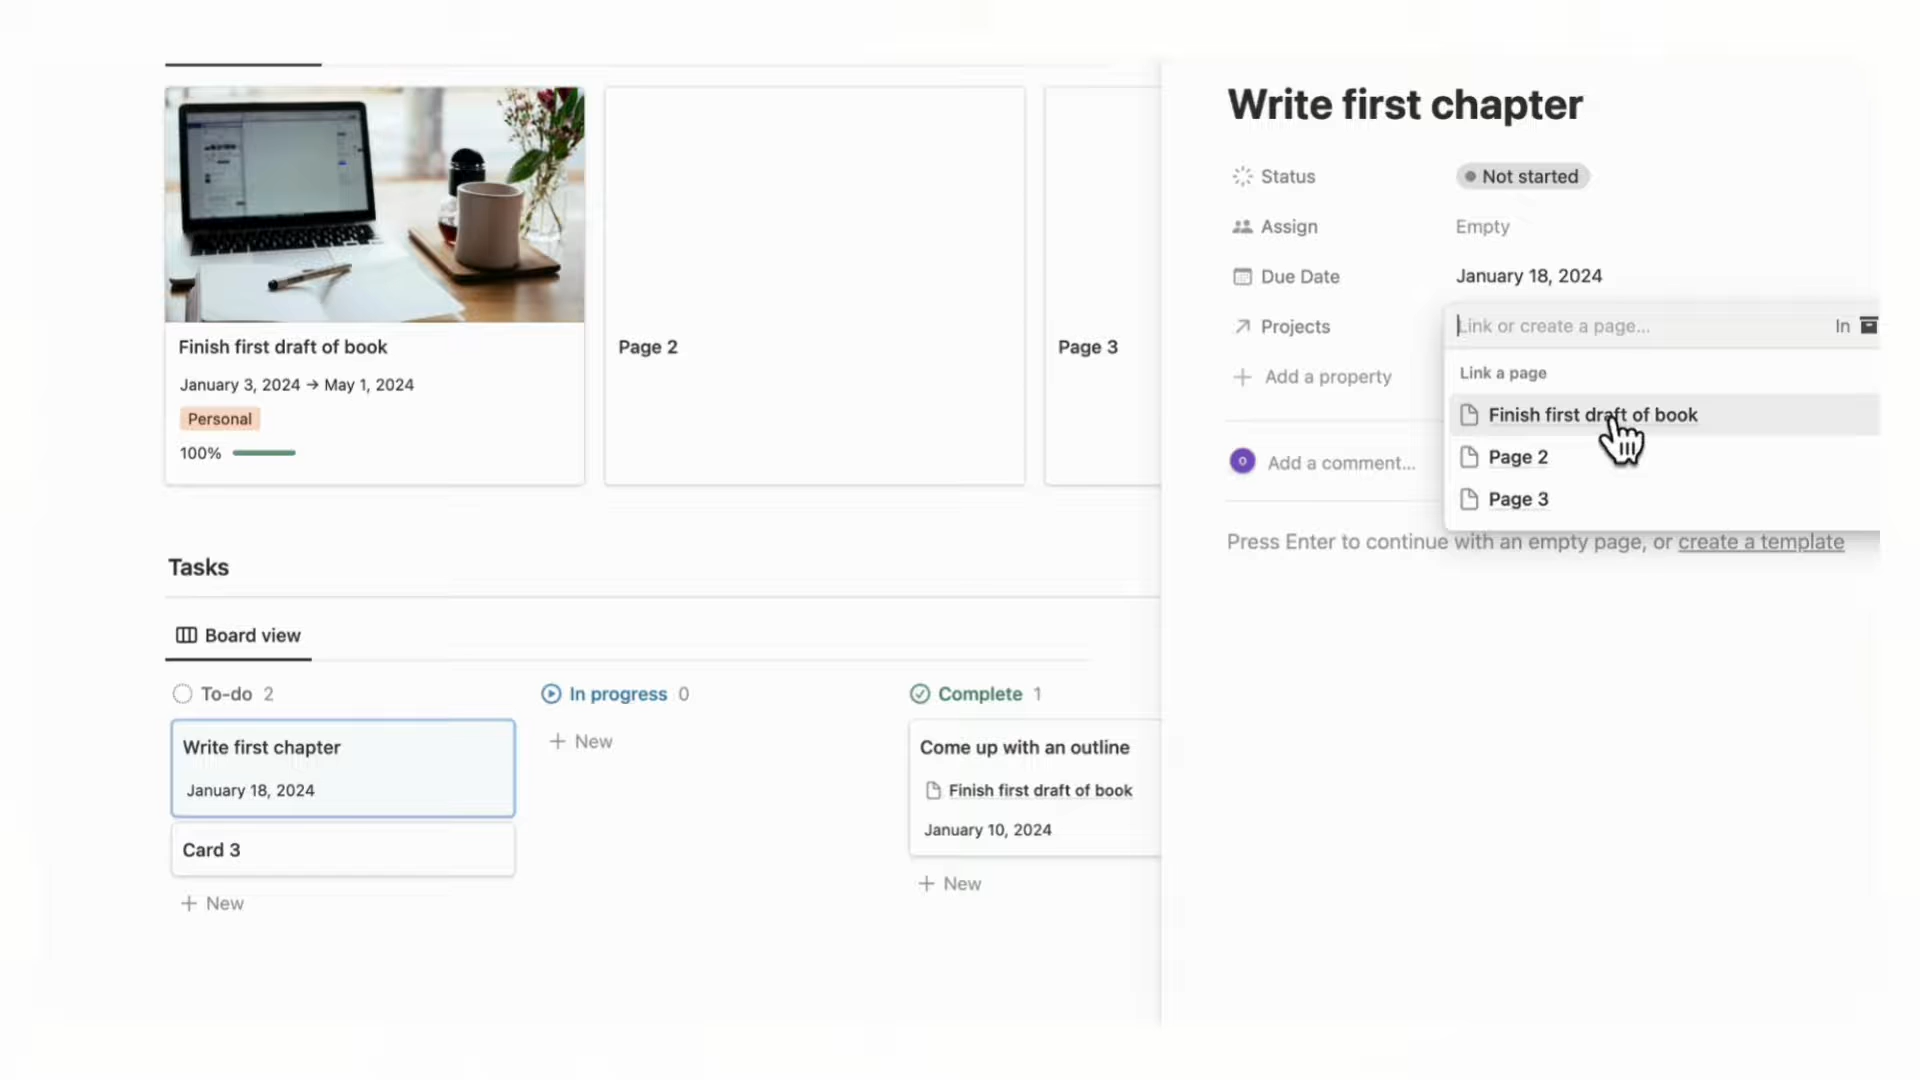 Finish first draft of book
January 3, 2024 → May 1, 2024
Personal
100%
Page 2
Page 3
Tasks
Board view
To-do 2
Write first chapter
January 18, 2024
Card 3
+ New
In progress 0
+ New
Complete 1
Come up with an outline
Finish first draft of book
January 10, 2024
+ New
Write first chapter
Status Not started
Assign Empty
Due Date January 18, 2024
Projects Link or create a page... In
+ Add a property
Link a page
Finish first draft of book
Page 2
Page 3
O Add a comment...
Press Enter to continue with an empty page, or create a template